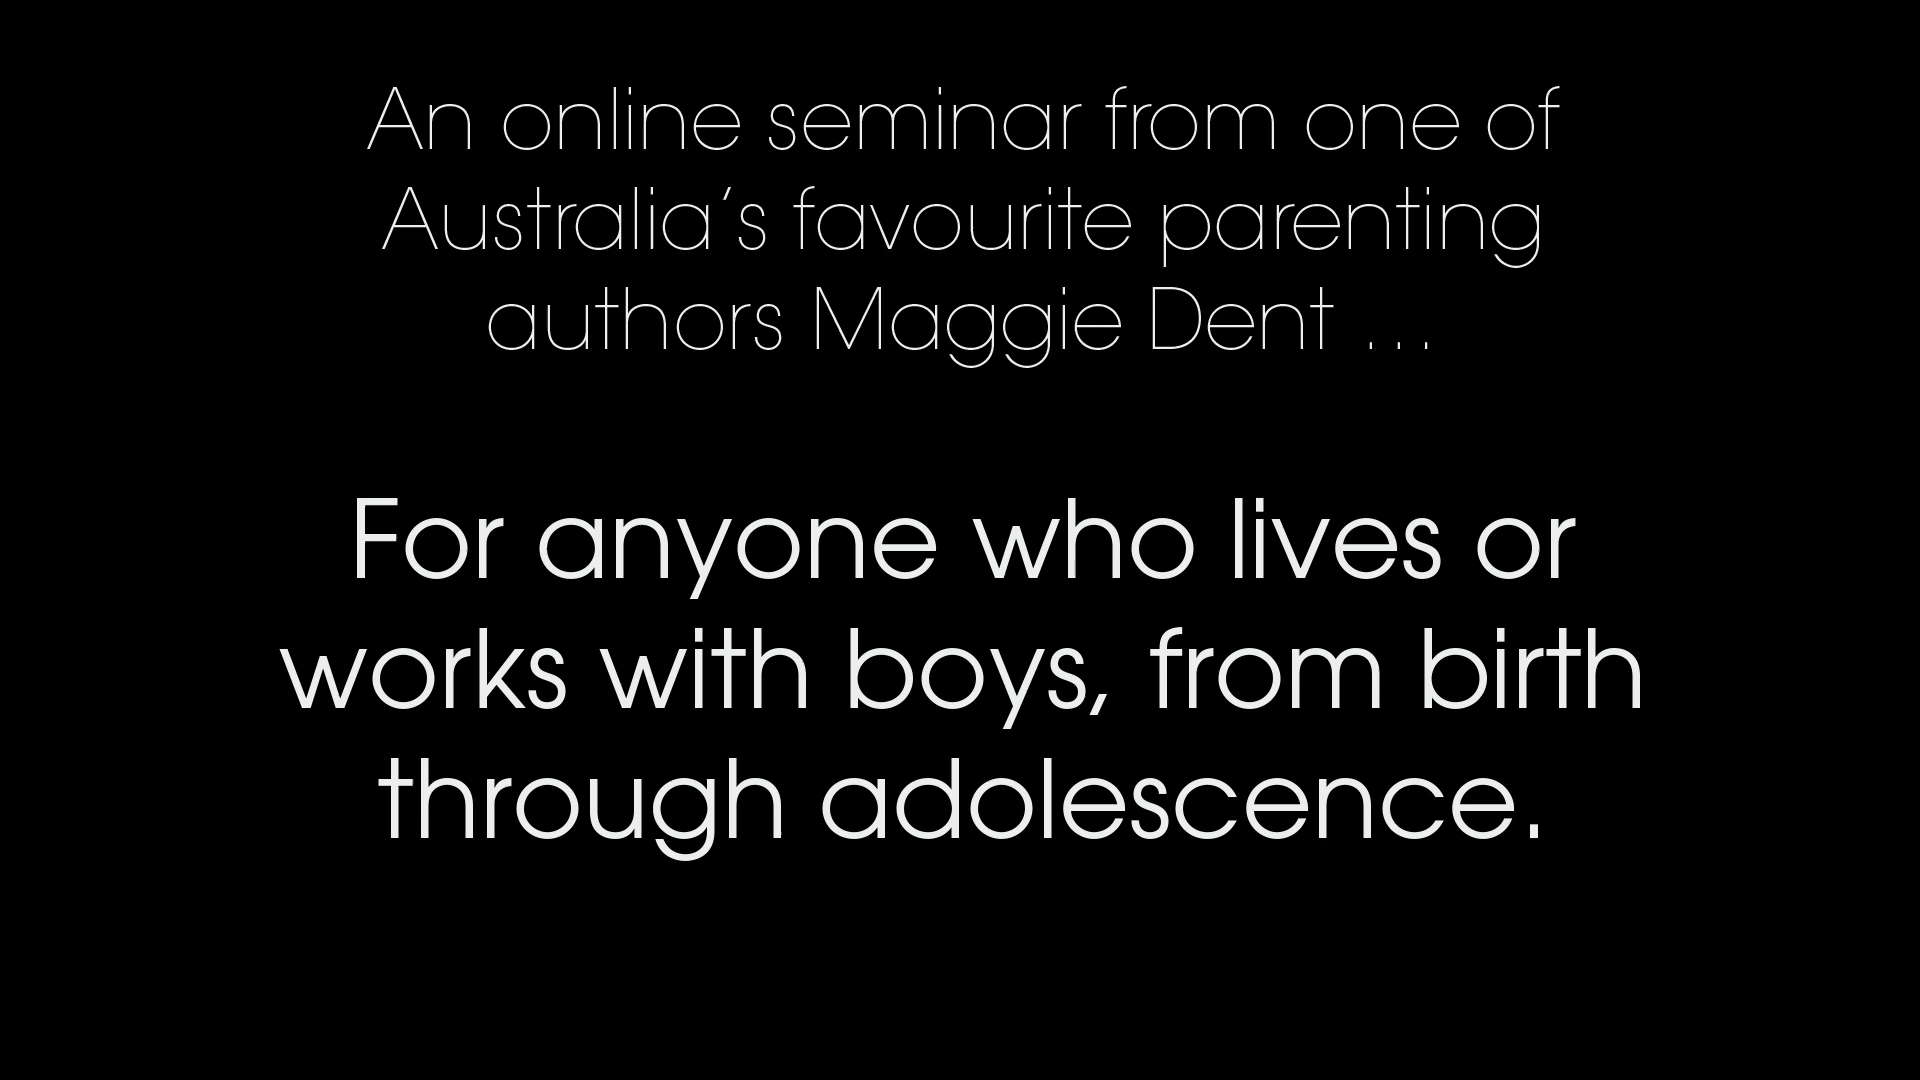 An online seminar from one of
Australia’s favourite parenting
authors Maggie Dent ...
For anyone who lives or
works with boys, from birth
through adolescence.